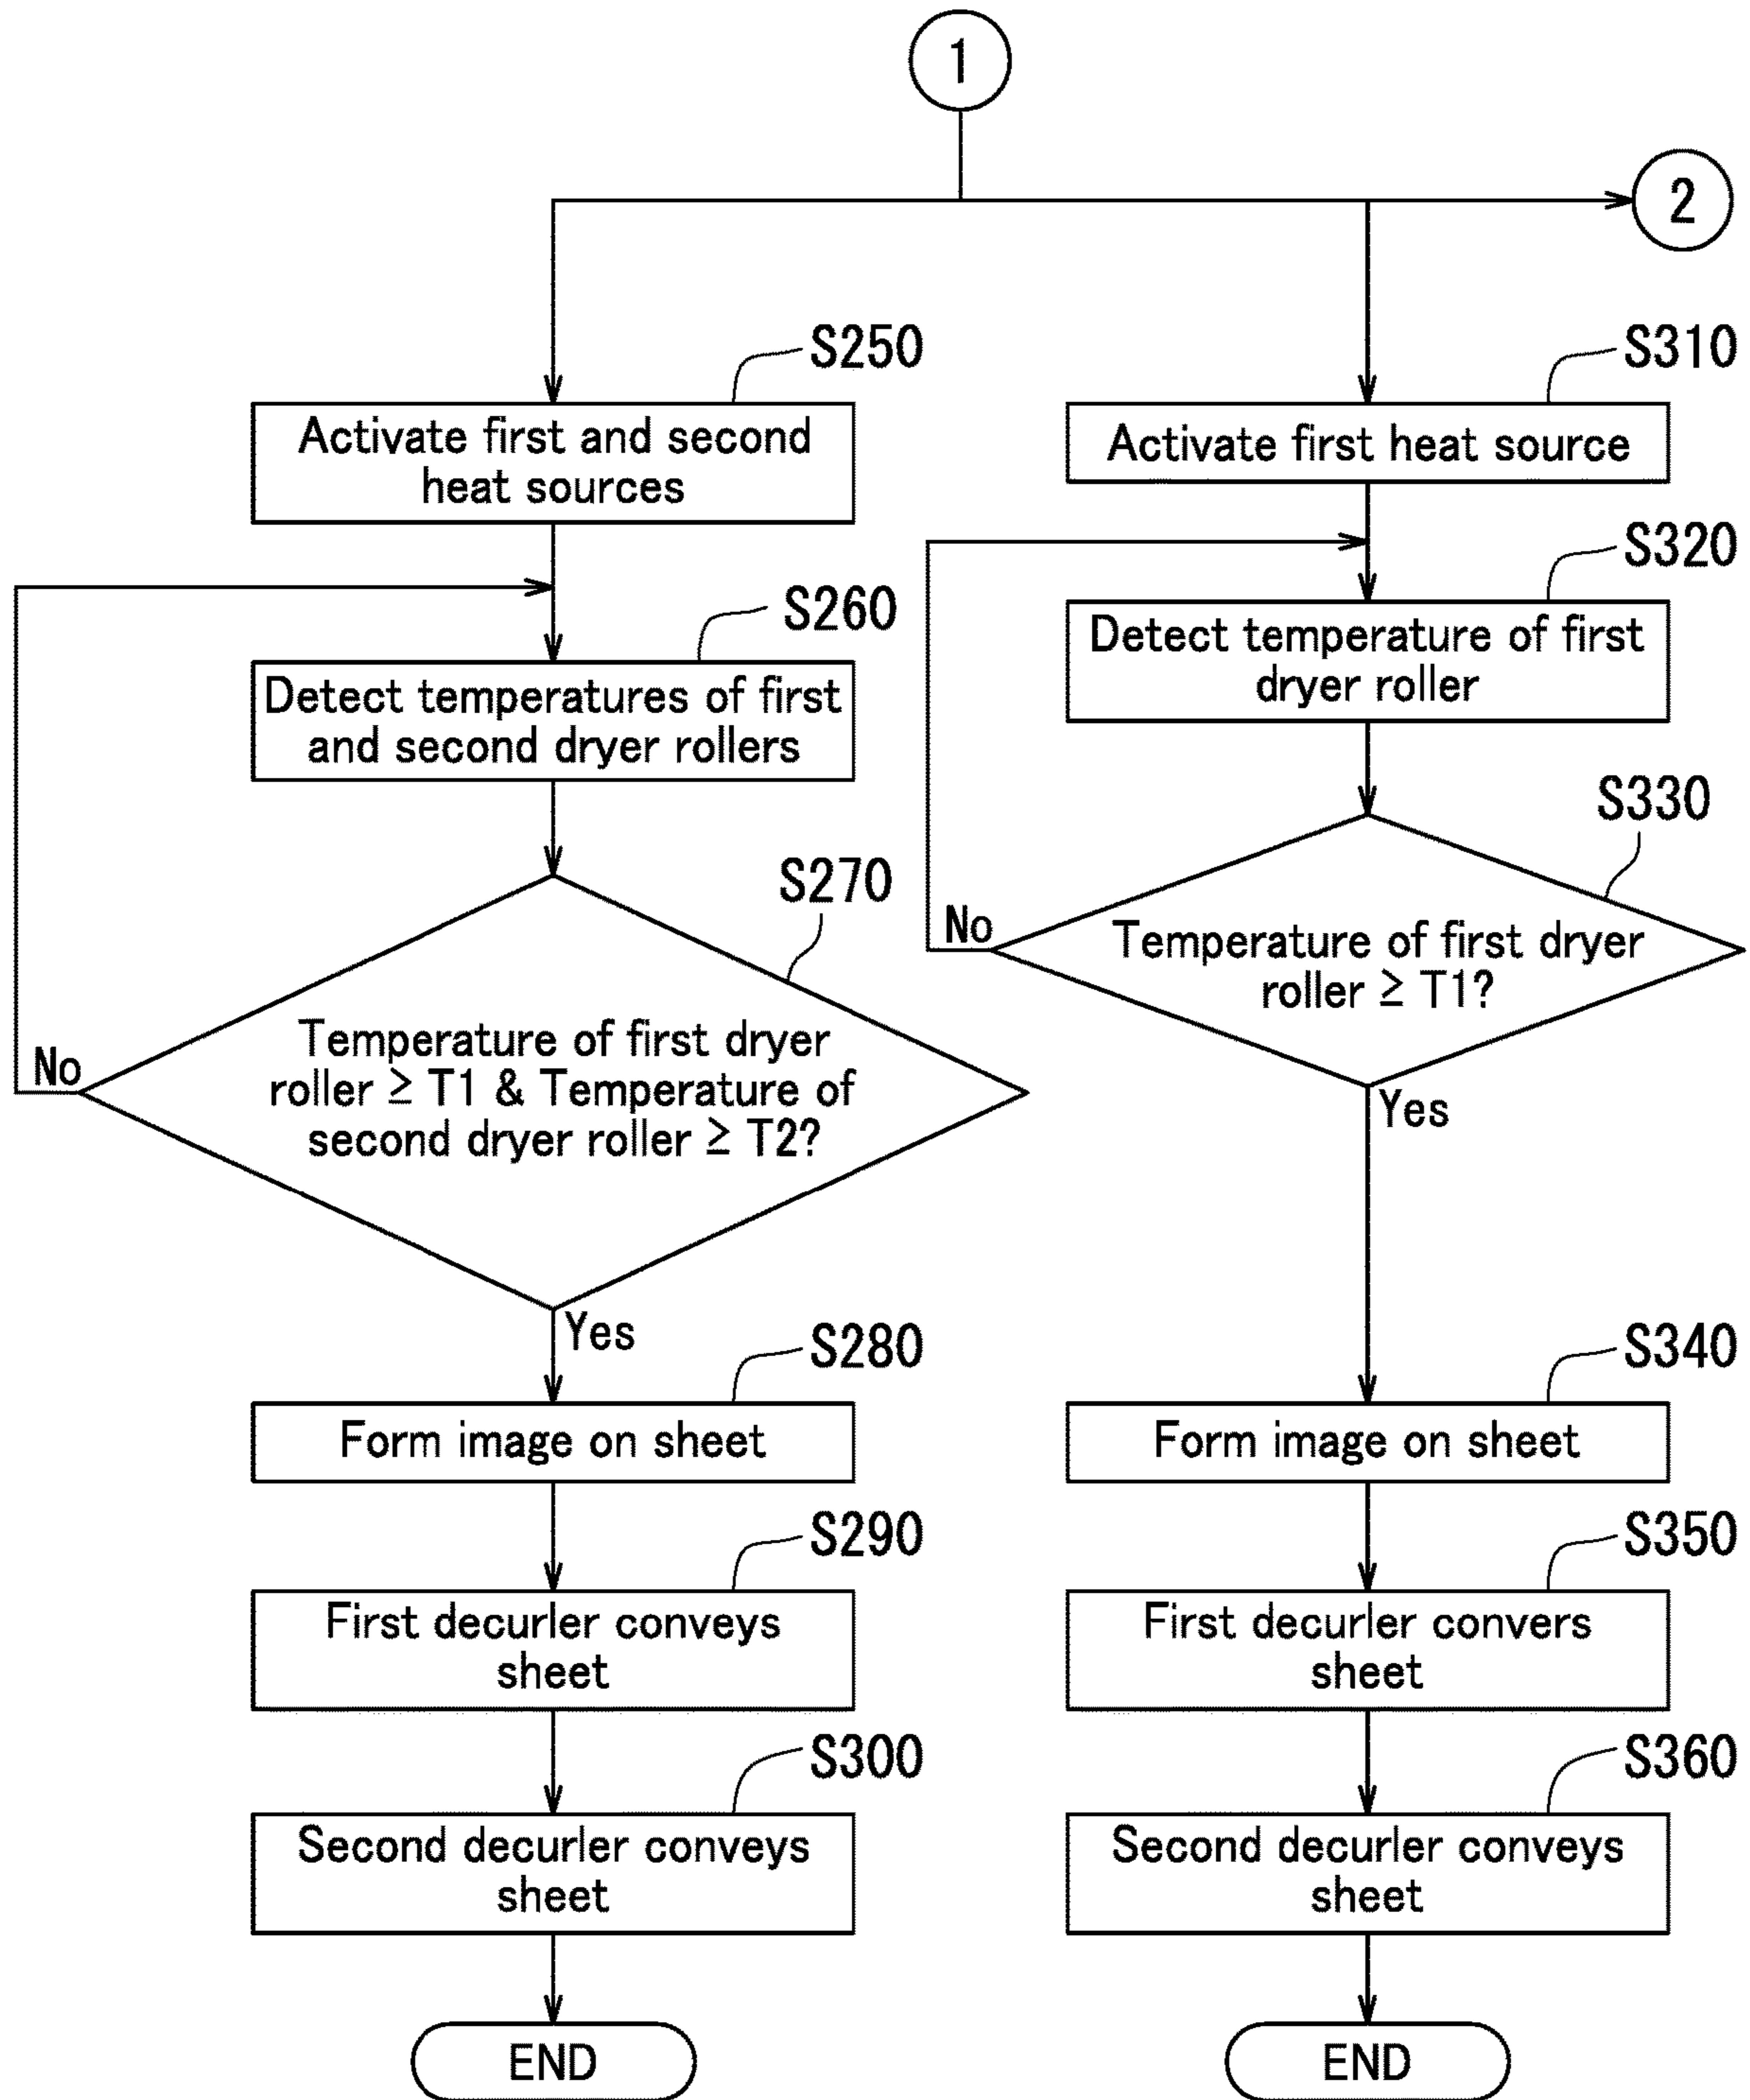 1
2
S250
Activate first and second
heat sources
S260
Detect temperatures of first
and second dryer rollers
S270
Temperature of first dryer
roller ≥ T1 & Temperature of
second dryer roller ≥ T2?
No
Yes
S280
Form image on sheet
S290
First decurler conveys
sheet
S300
Second decurler conveys
sheet
END
S310
Activate first heat source
S320
Detect temperature of first
dryer roller
S330
Temperature of first dryer
roller ≥ T1?
No
Yes
S340
Form image on sheet
S350
First decurler convers
sheet
S360
Second decurler conveys
sheet
END